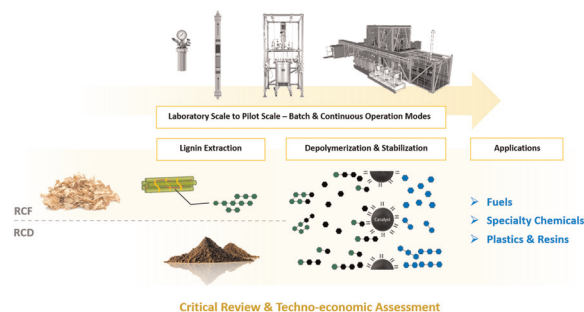 Laboratory Scale to Pilot Scale – Batch & Continuous Operation Modes
Lignin Extraction
Depolymerization & Stabilization
Applications
RCF
RCD
Catalyst
H
➢ Fuels
➢ Specialty Chemicals
➢ Plastics & Resins
Critical Review & Techno-economic Assessment